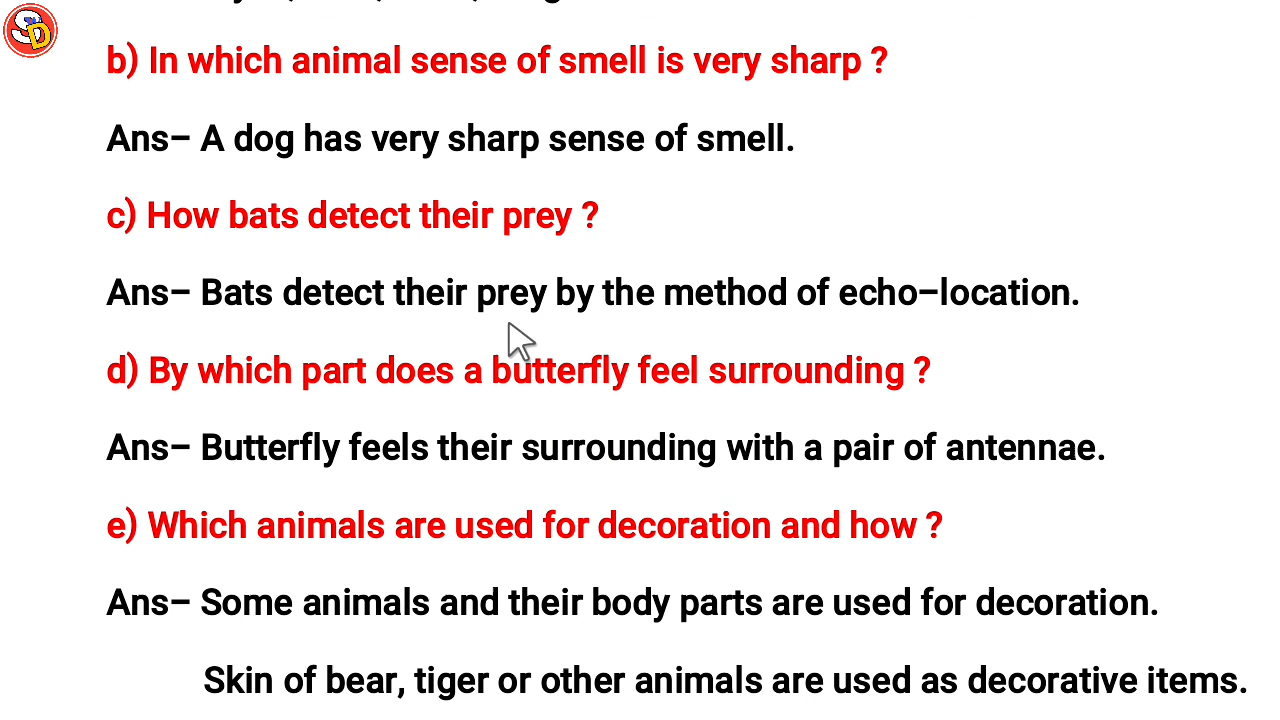 SD
b) In which animal sense of smell is very sharp ?
Ans– A dog has very sharp sense of smell.
c) How bats detect their prey ?
Ans– Bats detect their prey by the method of echo–location.
d) By which part does a butterfly feel surrounding ?
Ans– Butterfly feels their surrounding with a pair of antennae.
e) Which animals are used for decoration and how ?
Ans– Some animals and their body parts are used for decoration.
Skin of bear, tiger or other animals are used as decorative items.